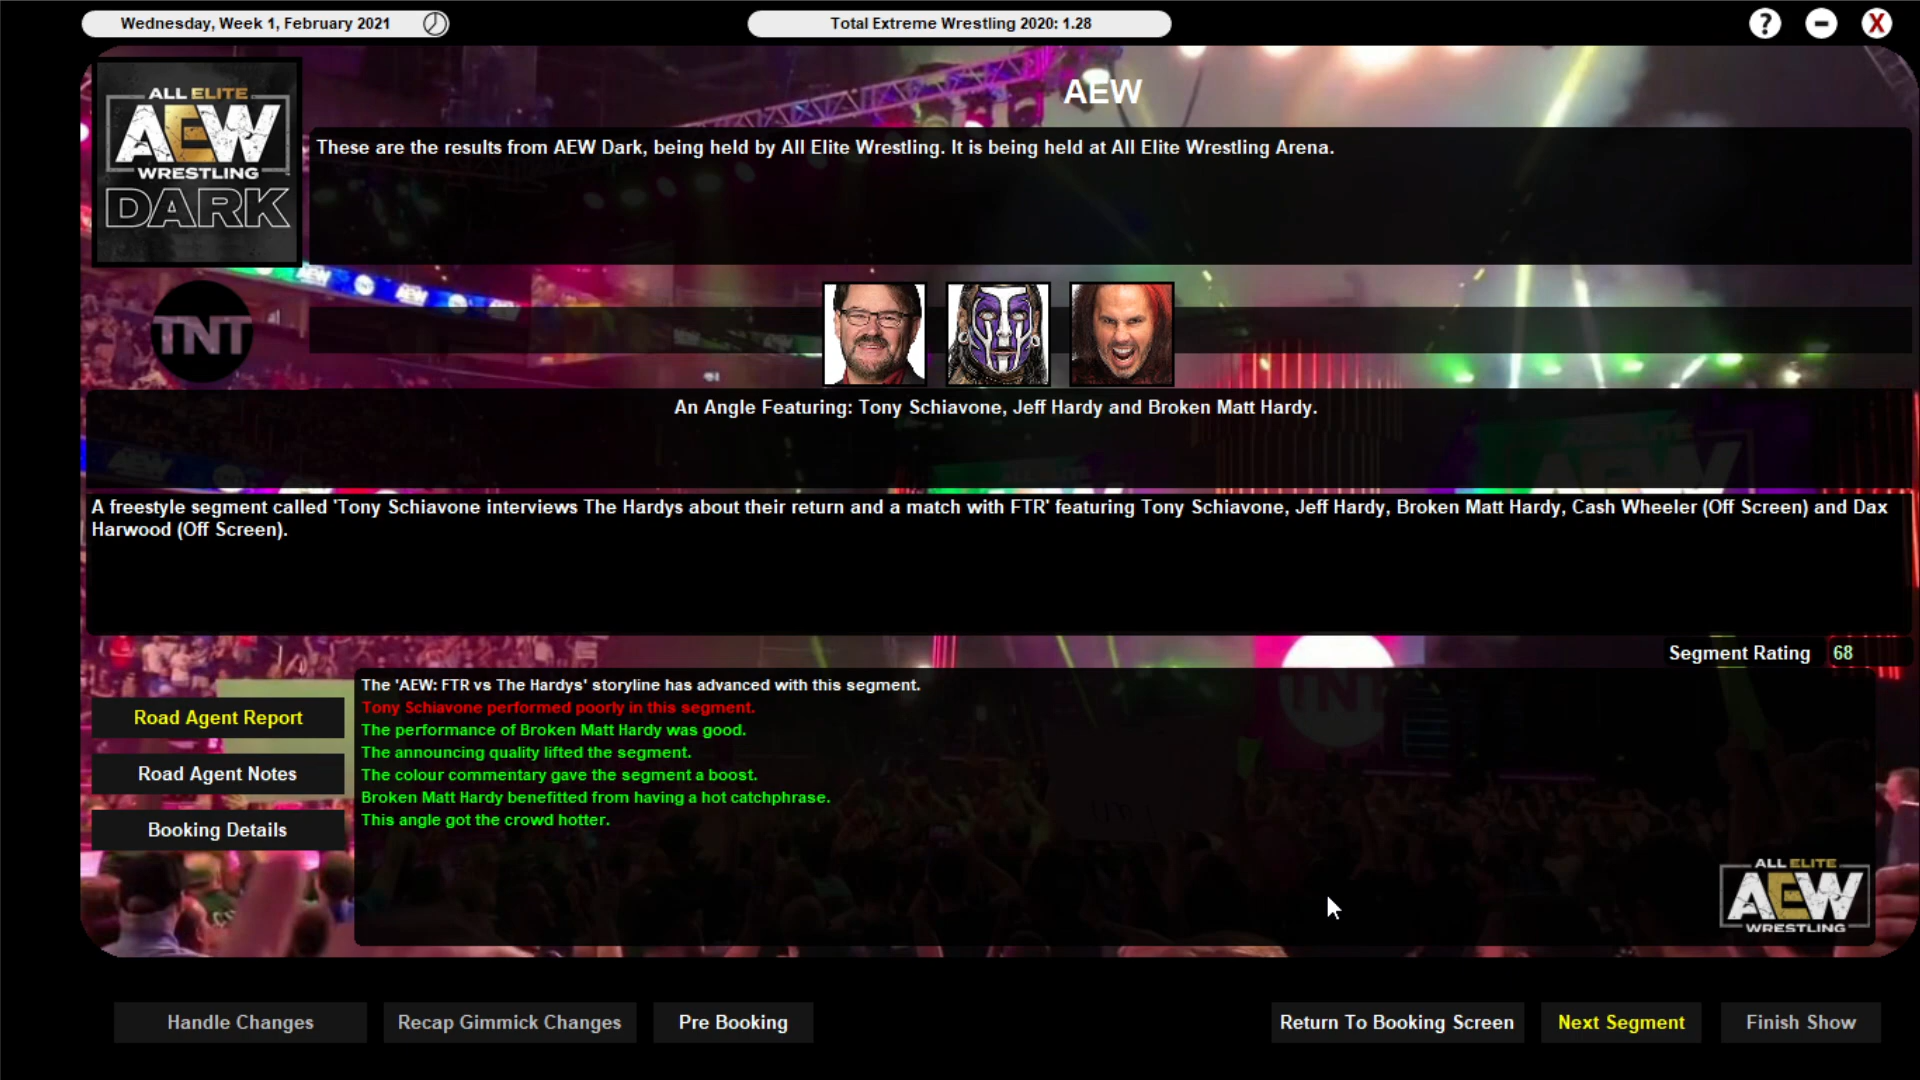 Wednesday, Week 1, February 2021
Total Extreme Wrestling 2020: 1.28
?
X
ALL ELITE
AEW
WRESTLING
DARK
AEW
These are the results from AEW Dark, being held by All Elite Wrestling. It is being held at All Elite Wrestling Arena.
TNT
An Angle Featuring: Tony Schiavone, Jeff Hardy and Broken Matt Hardy.
A freestyle segment called 'Tony Schiavone interviews The Hardys about their return and a match with FTR' featuring Tony Schiavone, Jeff Hardy, Broken Matt Hardy, Cash Wheeler (Off Screen) and Dax
Harwood (Off Screen).
Segment Rating 68
Road Agent Report
Road Agent Notes
Booking Details
The 'AEW: FTR vs The Hardys' storyline has advanced with this segment.
Tony Schiavone performed poorly in this segment.
The performance of Broken Matt Hardy was good.
The announcing quality lifted the segment.
The colour commentary gave the segment a boost.
Broken Matt Hardy benefitted from having a hot catchphrase.
This angle got the crowd hotter.
ALL ELITE
AEW
WRESTLING
Handle Changes
Recap Gimmick Changes
Pre Booking
Return To Booking Screen
Next Segment
Finish Show